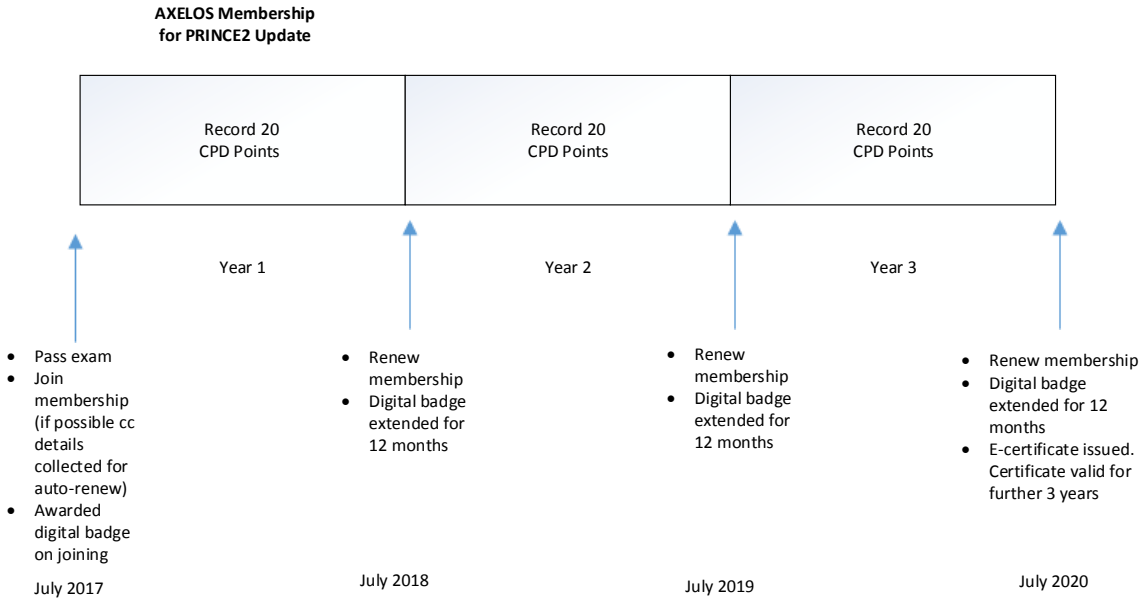 AXELOS Membership
for PRINCE2 Update
Record 20
CPD Points
Record 20
CPD Points
Record 20
CPD Points
Year 1
Year 2
Year 3
• Pass exam
• Join
membership
(if possible cc
details
collected for
auto-renew)
• Awarded
digital badge
on joining
July 2017
• Renew
membership
• Digital badge
extended for
12 months
July 2018
• Renew
membership
• Digital badge
extended for
12 months
July 2019
• Renew membership
• Digital badge
extended for 12
months
• E-certificate issued.
Certificate valid for
further 3 years
July 2020